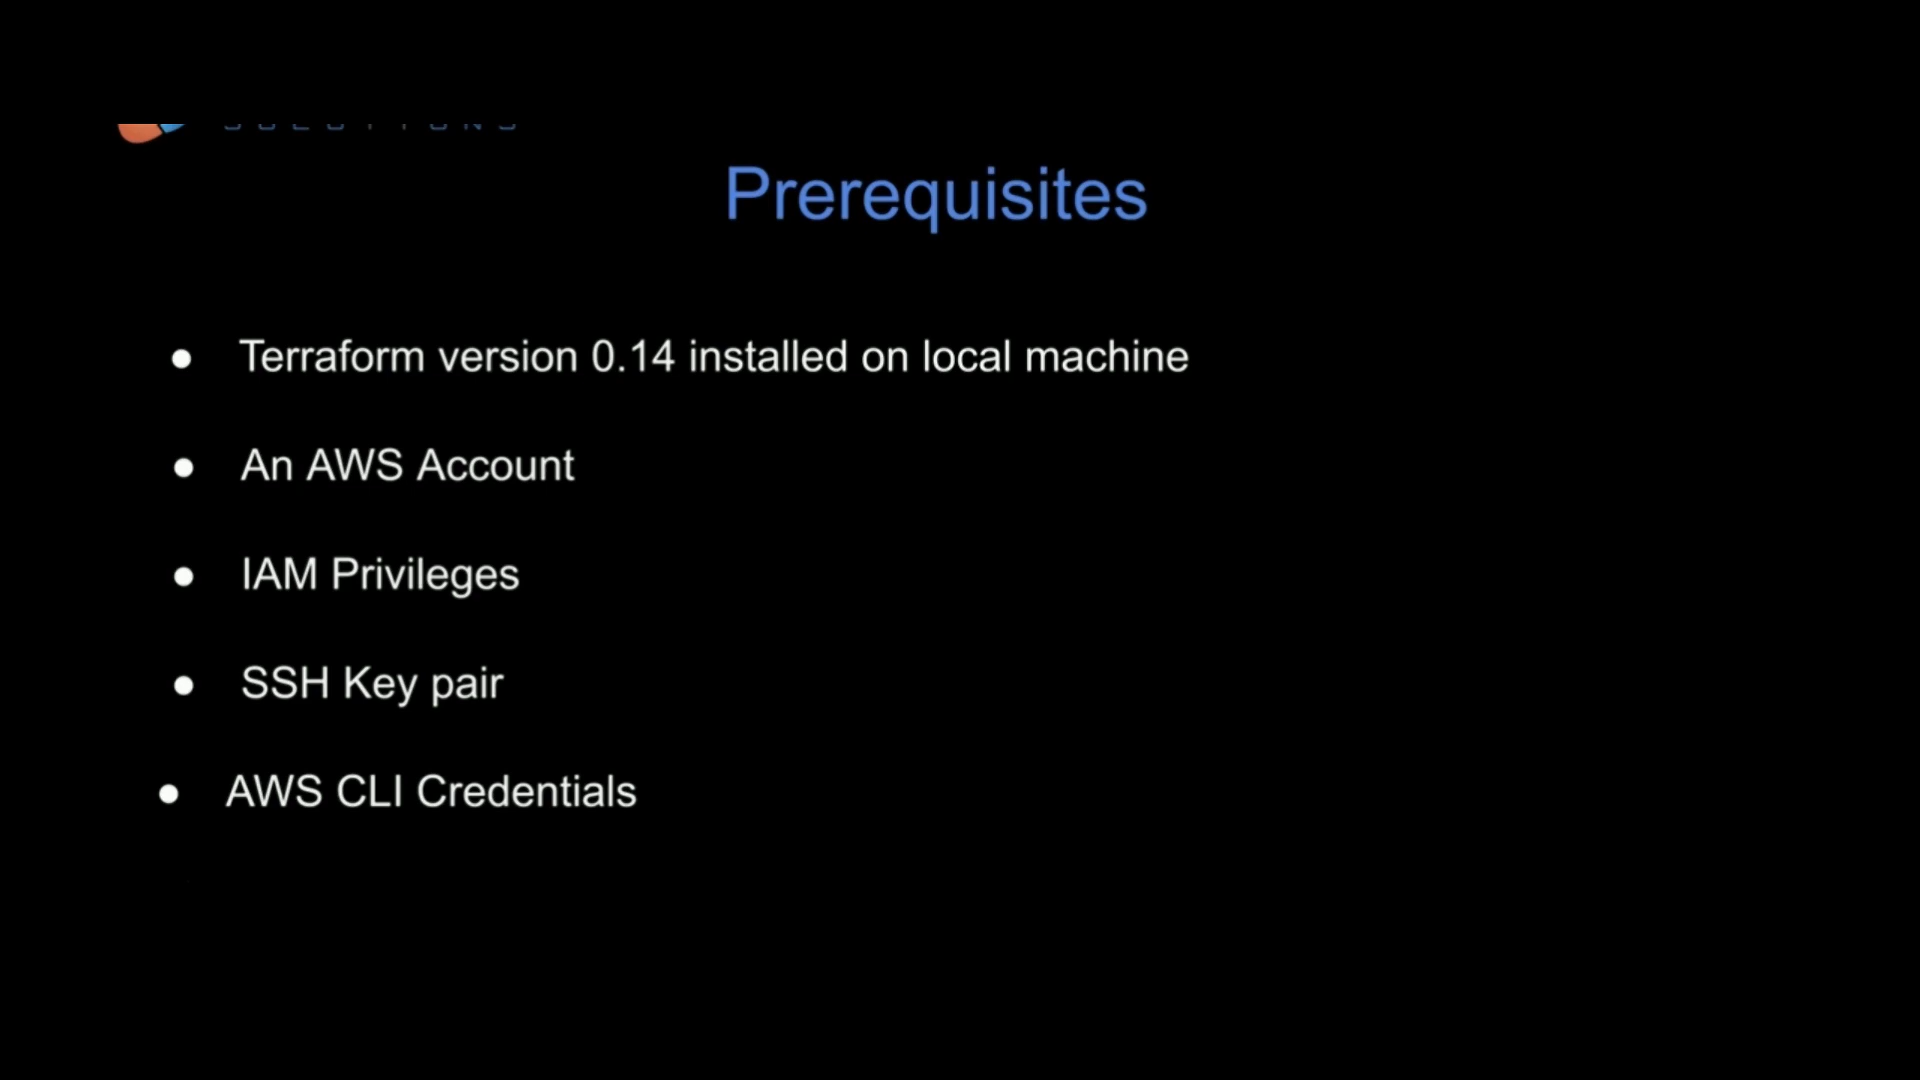 Prerequisites
● Terraform version 0.14 installed on local machine
● An AWS Account
● IAM Privileges
● SSH Key pair
● AWS CLI Credentials